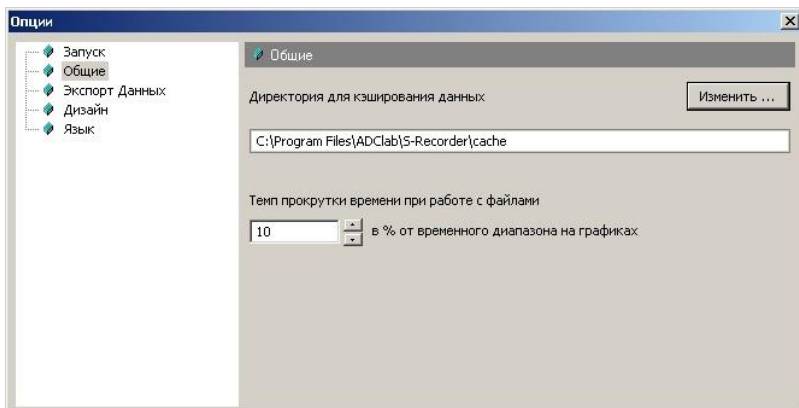 Опции
Запуск
Общие
Экспорт Данных
Дизайн
Язык
Общие
Директория для кэширования данных
Изменить ...
C:\Program Files\ADClab\S-Recorder\cache
Темп прокрутки времени при работе с файлами
10
в % от временного диапазона на графиках